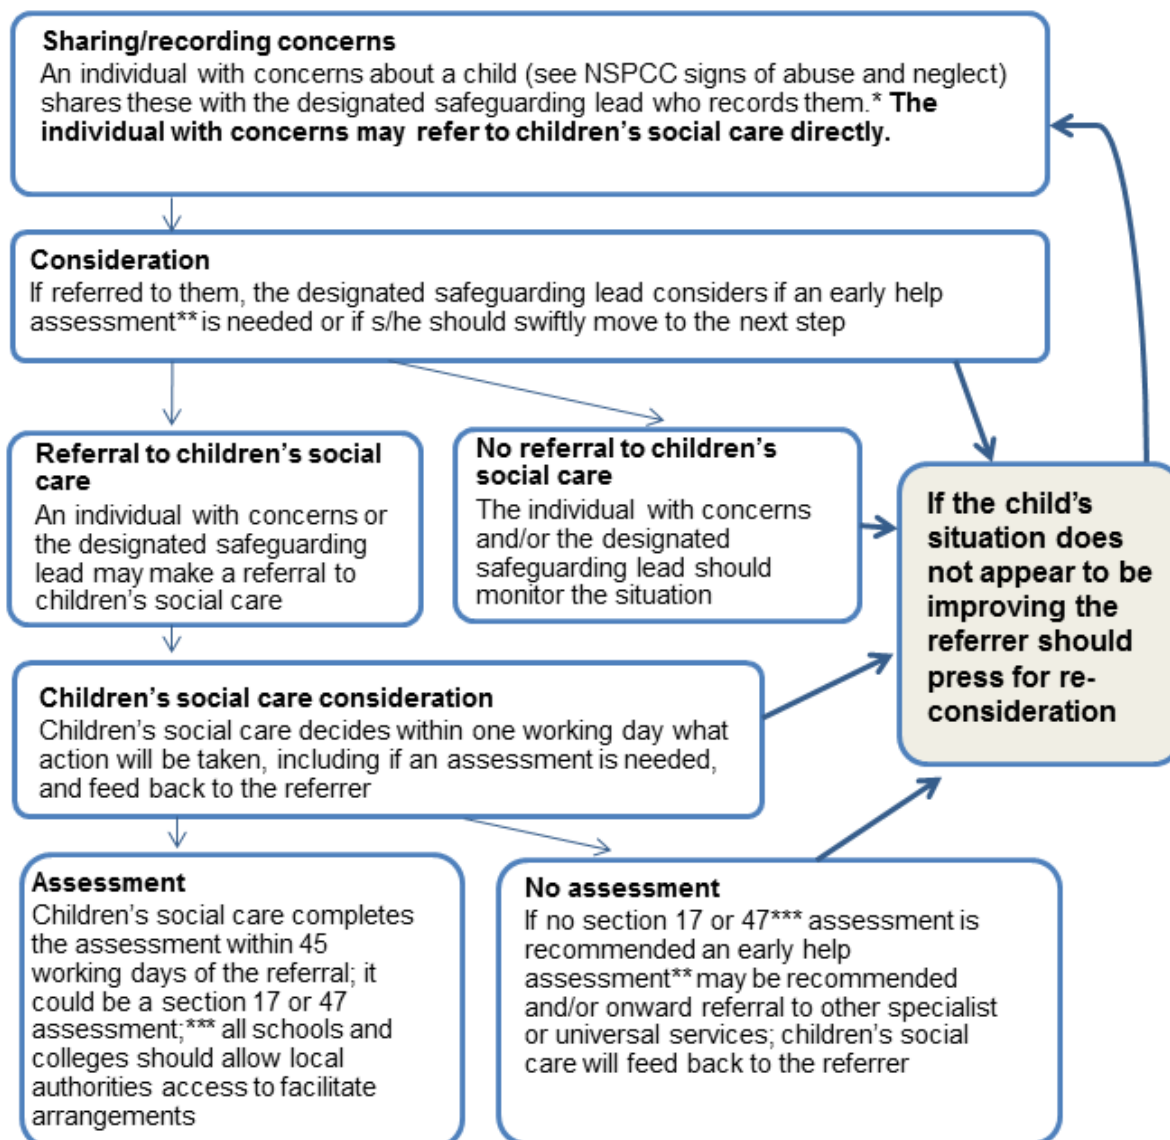 Sharing/recording concerns
An individual with concerns about a child (see NSPCC signs of abuse and neglect)
shares these with the designated safeguarding lead who records them.* The
individual with concerns may refer to children's social care directly.
Consideration
If referred to them, the designated safeguarding lead considers if an early help
assessment** is needed or if s/he should swiftly move to the next step
Referral to children's social
care
An individual with concerns or
the designated safeguarding
lead may make a referral to
children's social care
No referral to children's
social care
The individual with concerns
and/or the designated
safeguarding lead should
monitor the situation
If the child's
situation does
not appear to be
improving the
referrer should
press for re-
consideration
Children's social care consideration
Children's social care decides within one working day what
action will be taken, including if an assessment is needed,
and feed back to the referrer
Assessment
Children's social care completes
the assessment within 45
working days of the referral; it
could be a section 17 or 47
assessment;*** all schools and
colleges should allow local
authorities access to facilitate
arrangements
No assessment
If no section 17 or 47*** assessment is
recommended an early help
assessment** may be recommended
and/or onward referral to other specialist
or universal services; children's social
care will feed back to the referrer